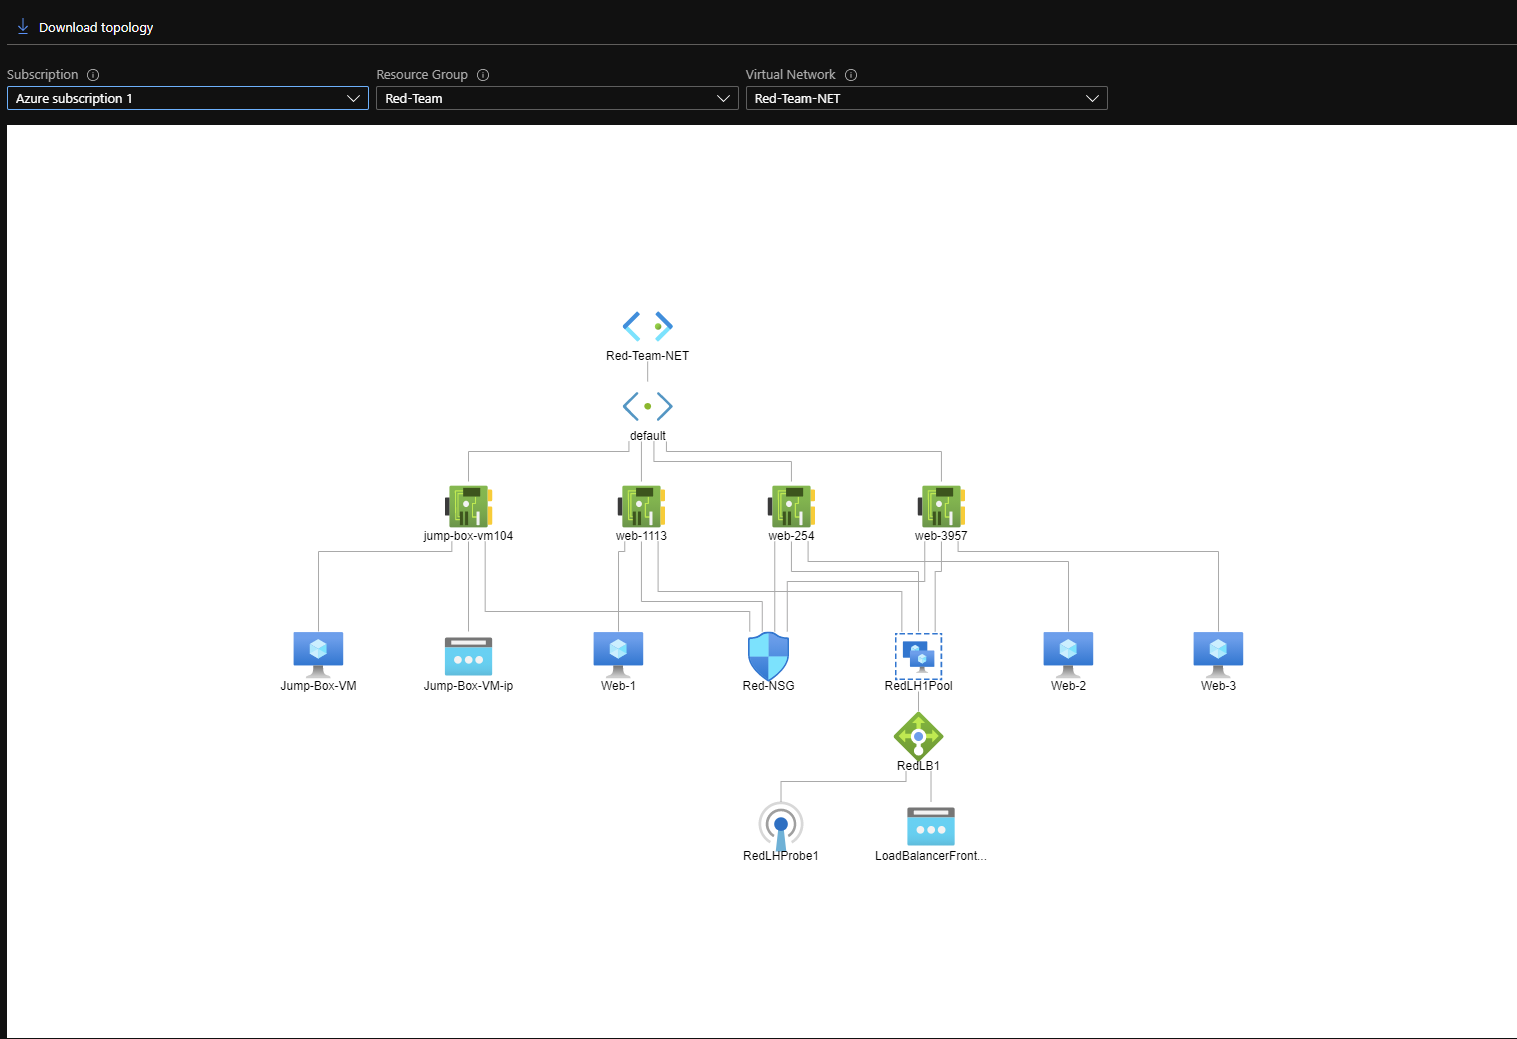 Download topology
Subscription
Resource Group
Virtual Network
Azure subscription 1
Red-Team
Red-Team-NET
Red-Team-NET
default
jump-box-vm104
web-1113
web-254
web-3957
Jump-Box-VM
Jump-Box-VM-ip
Web-1
Red-NSG
RedLH1Pool
Web-2
Web-3
RedLB1
RedLHProbe1
LoadBalancerFront...